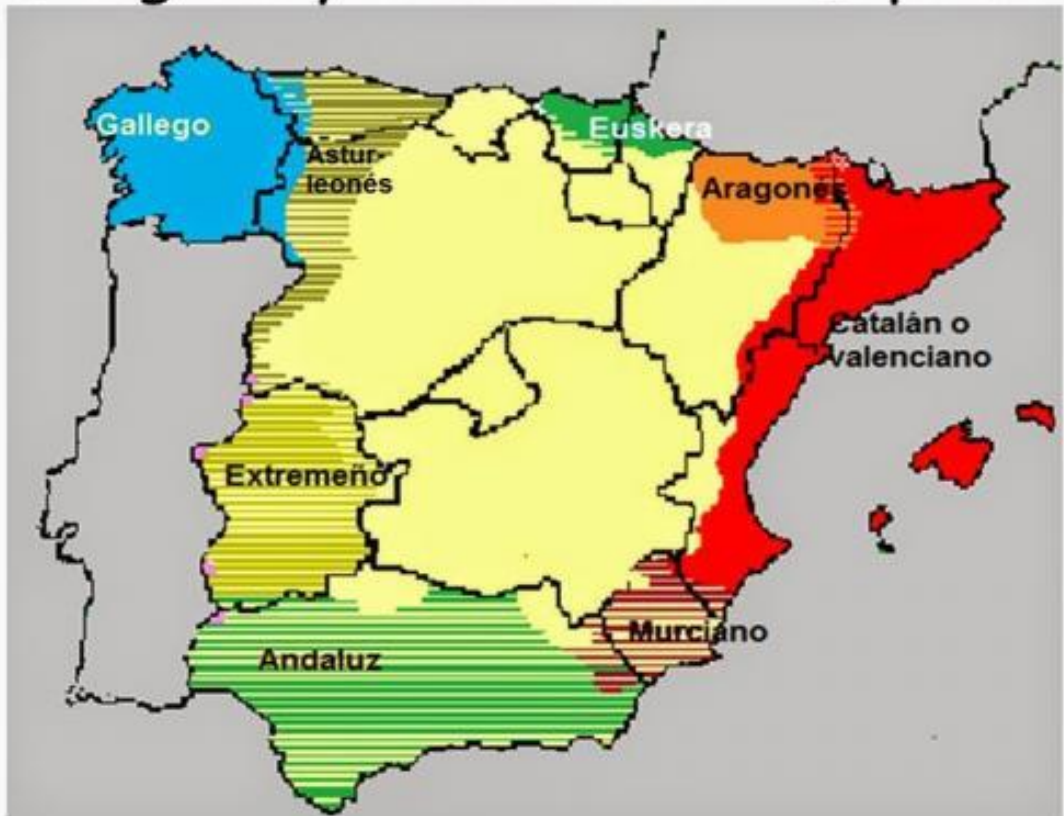 Gallego
Euskera
Astur-
leonés
Aragonés
Catalán o
valenciano
Extremeño
Murciano
Andaluz